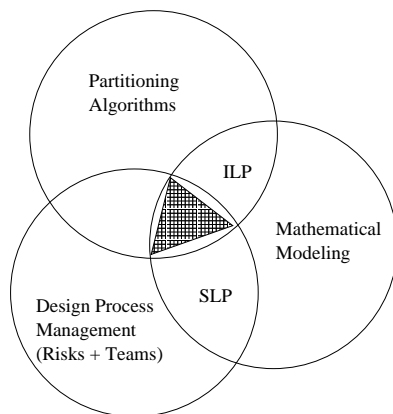 Partitioning
Algorithms
ILP
Mathematical
Modeling
SLP
Design Process
Management
(Risks + Teams)